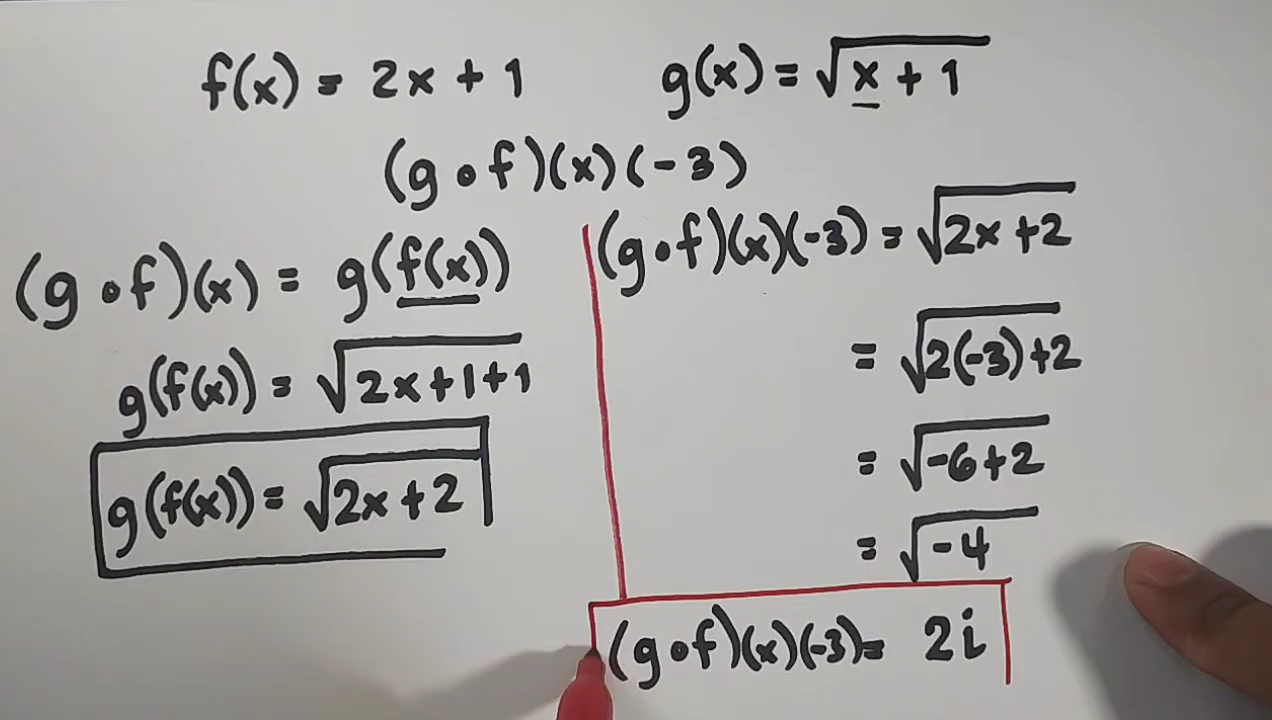 f(x) = 2x + 1 g(x) = √x + 1
(g ∘ f)(x)(-3)
(g ∘ f)(x) = g(f(x))
g(f(x)) = √2x+1+1
g(f(x)) = √2x+2
(g∘f)(x)(-3) = √2x+2
= √2(-3)+2
= √-6+2
= √-4
(g∘f)(x)(-3) = 2i